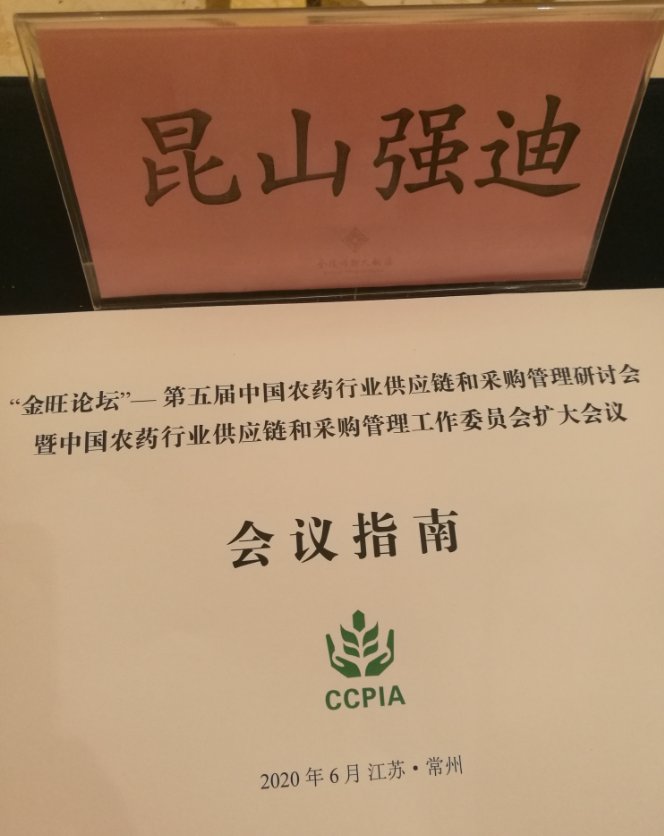 昆山强迪
“金旺论坛”— 第五届中国农药行业供应链和采购管理研讨会
暨中国农药行业供应链和采购管理工作委员会扩大会议
会议指南
CCPIA
2020 年 6 月 江苏·常州